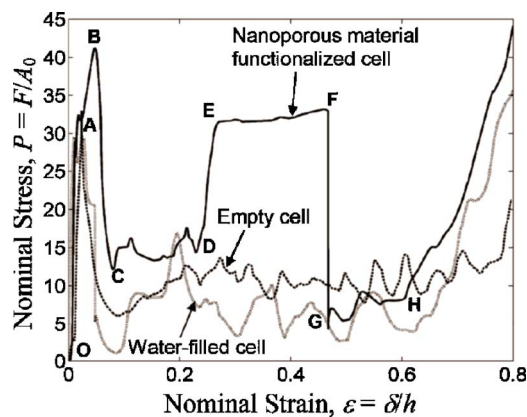 Nominal Stress, P = F/A₀
45
40
35
30
25
20
15
10
5
0
B
A
C
O
D
E
F
G
H
Nanoporous material
functionalized cell
Empty cell
Water-filled cell
0
0.2
0.4
0.6
0.8
Nominal Strain, ε = δ/h